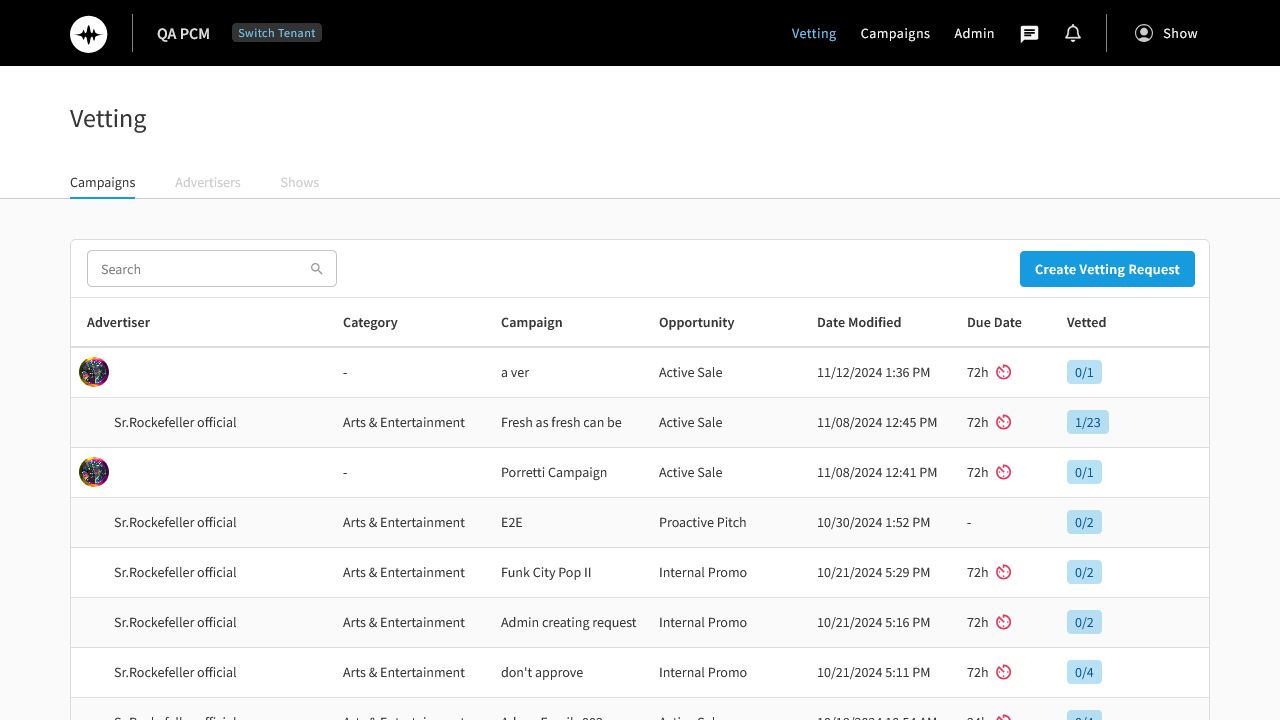 QA PCM Switch Tenant Vetting Campaigns Admin Show
Vetting
Campaigns Advertisers Shows
Search Create Vetting Request
Advertiser Category Campaign Opportunity Date Modified Due Date Vetted
- a ver Active Sale 11/12/2024 1:36 PM 72h 0/1
Sr.Rockefeller official Arts & Entertainment Fresh as fresh can be Active Sale 11/08/2024 12:45 PM 72h 1/23
- Porretti Campaign Active Sale 11/08/2024 12:41 PM 72h 0/1
Sr.Rockefeller official Arts & Entertainment E2E Proactive Pitch 10/30/2024 1:52 PM - 0/2
Sr.Rockefeller official Arts & Entertainment Funk City Pop II Internal Promo 10/21/2024 5:29 PM 72h 0/2
Sr.Rockefeller official Arts & Entertainment Admin creating request Internal Promo 10/21/2024 5:16 PM 72h 0/2
Sr.Rockefeller official Arts & Entertainment don't approve Internal Promo 10/21/2024 5:11 PM 72h 0/4